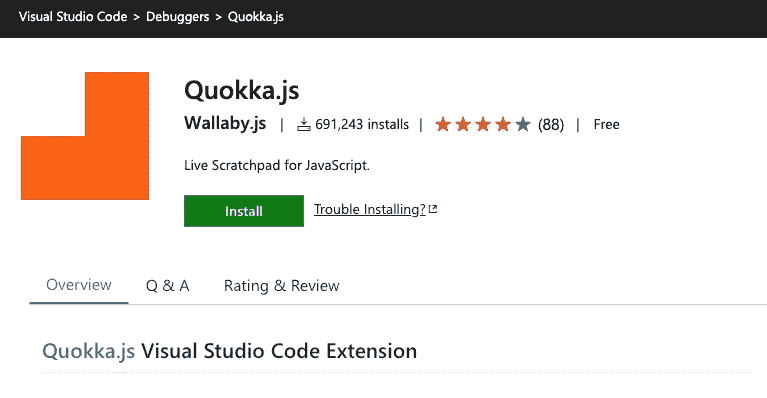 Visual Studio Code > Debuggers > Quokka.js
Quokka.js
Wallaby.js | 691,243 installs | (88) | Free
Live Scratchpad for JavaScript.
Install Trouble Installing?
Overview Q & A Rating & Review
Quokka.js Visual Studio Code Extension